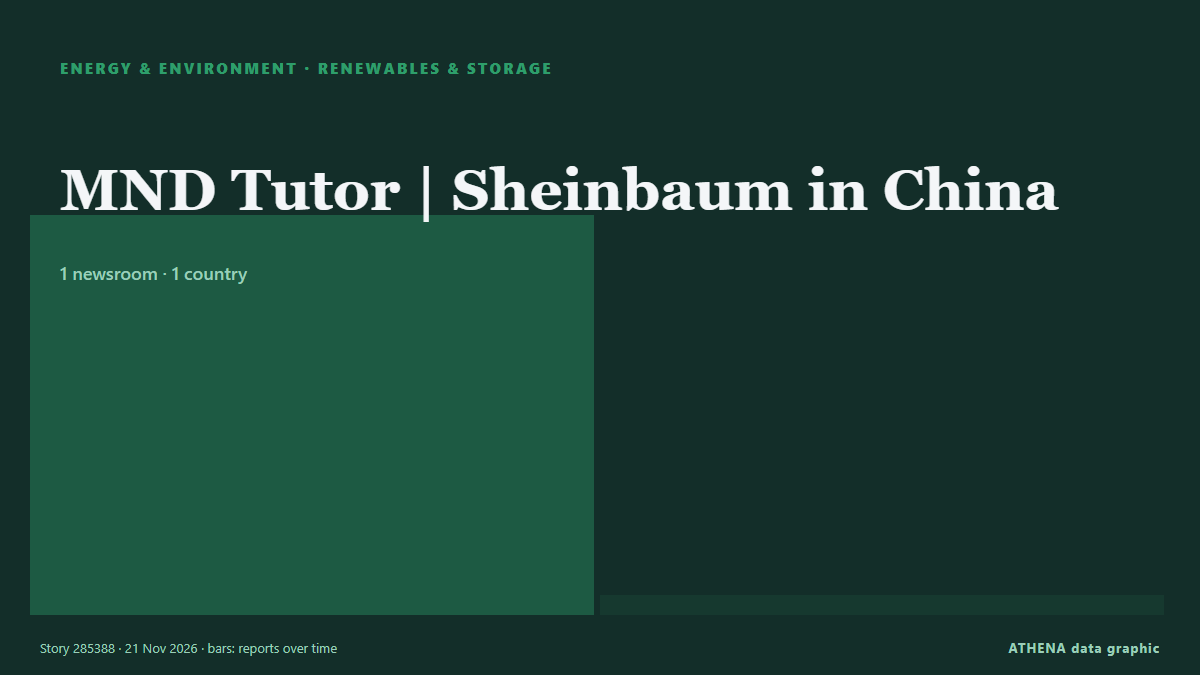 ENERGY & ENVIRONMENT · RENEWABLES & STORAGE
MND Tutor | Sheinbaum in China
1 newsroom · 1 country
Story 285388 · 21 Nov 2026 · bars: reports over time
ATHENA data graphic